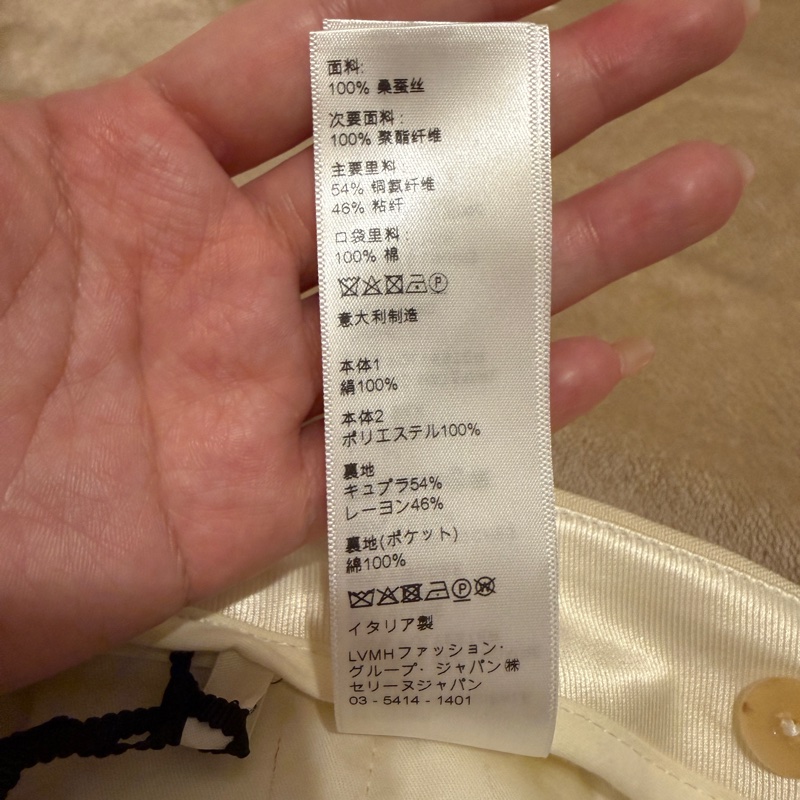 面料:
100% 桑蚕丝
次要面料:
100% 聚酯纤维
主要里料
54% 铜氨纤维
46% 粘纤
口袋里料:
100% 棉
P
意大利制造
本体1
絹100%
本体2
ポリエステル100%
裏地
キュプラ54%
レーヨン46%
裏地(ポケット)
綿100%
P W
イタリア製
LVMHファッション・
グループ・ジャパン㈱
セリーヌジャパン
03 - 5414 - 1401